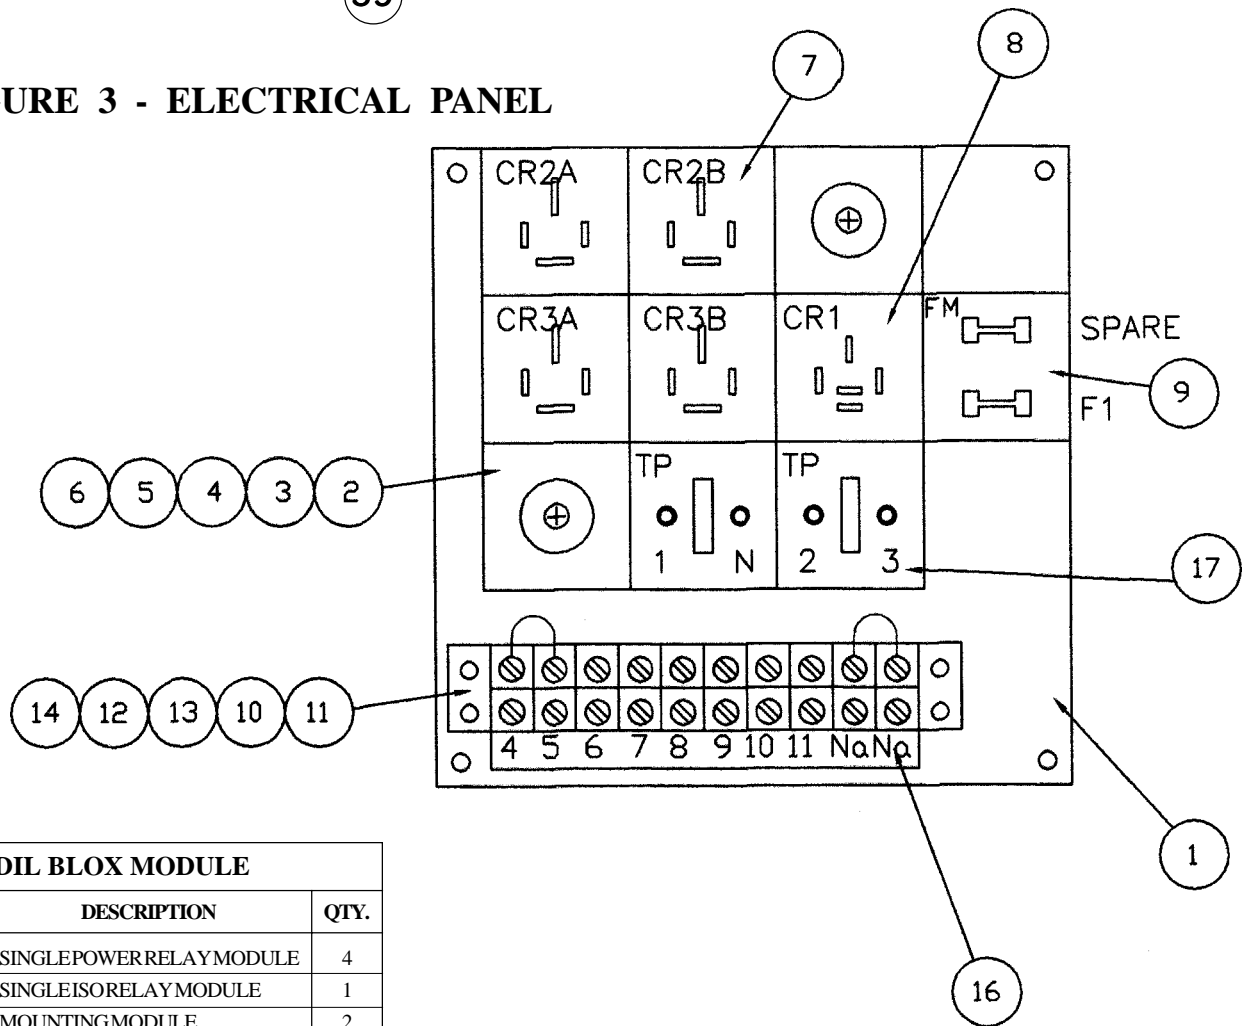 URE 3 - ELECTRICAL PANEL
7
8
CR2A CR2B
CR3A CR3B CR1 FM SPARE
9
F1
6 5 4 3 2
TP TP
1 N 2 3
17
14 12 13 10 11
4 5 6 7 8 9 10 11 Na Na
1
16
DIL BLOX MODULE
DESCRIPTION QTY.
SINGLE POWER RELAY MODULE 4
SINGLE ISO RELAY MODULE 1
MOUNTING MODULE 2